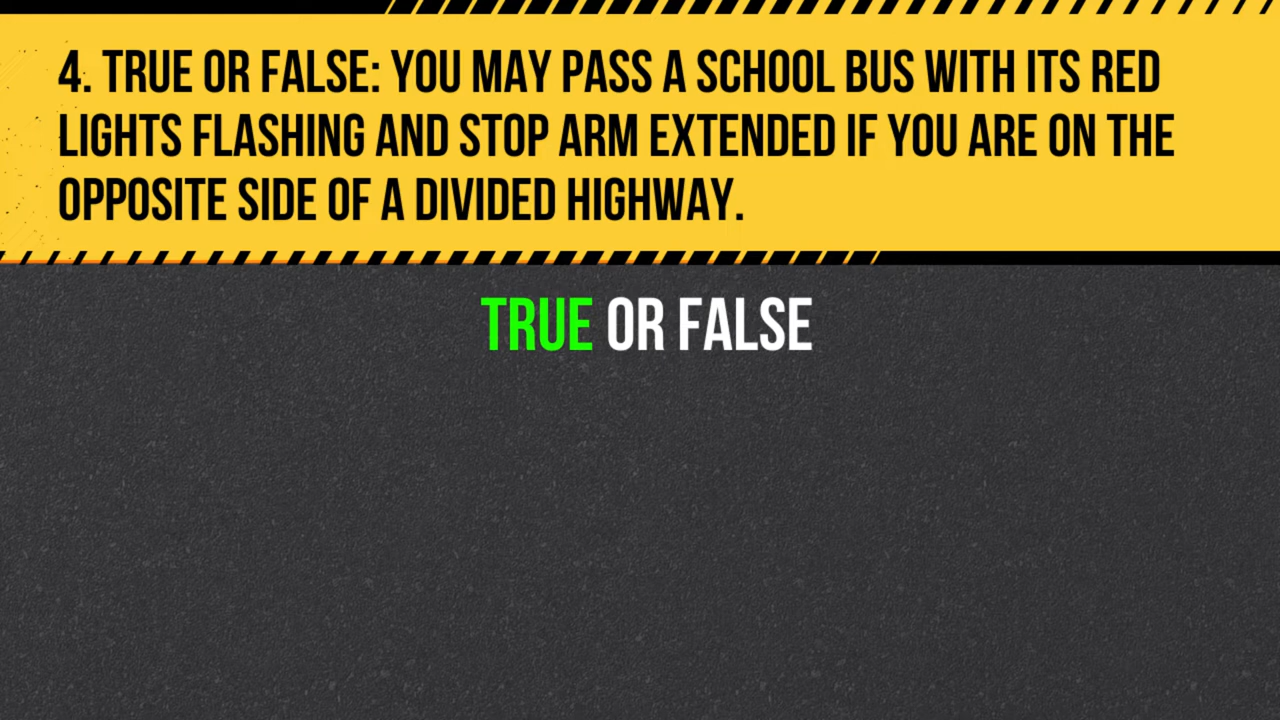 4. TRUE OR FALSE: YOU MAY PASS A SCHOOL BUS WITH ITS RED
LIGHTS FLASHING AND STOP ARM EXTENDED IF YOU ARE ON THE
OPPOSITE SIDE OF A DIVIDED HIGHWAY.
TRUE OR FALSE